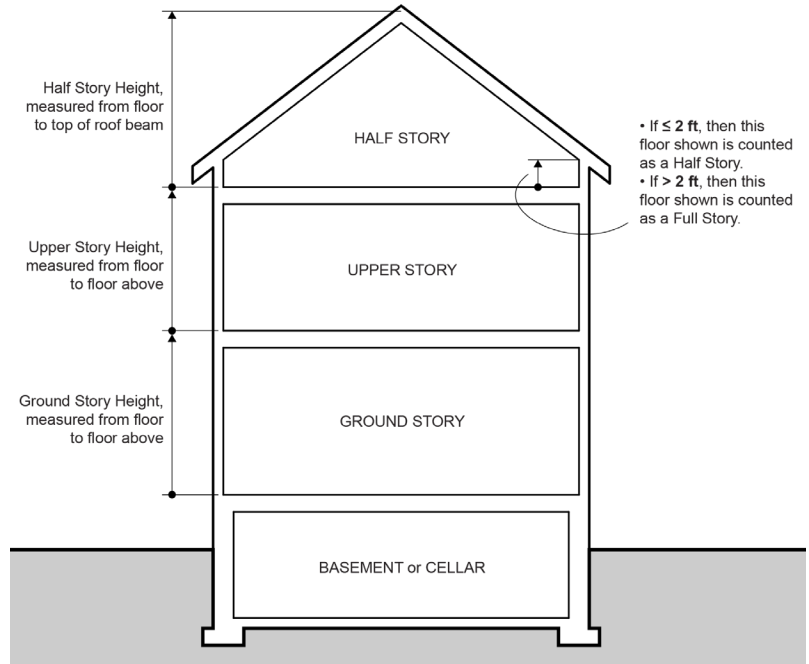 Half Story Height,
measured from floor
to top of roof beam
HALF STORY
• If ≤ 2 ft, then this
floor shown is counted
as a Half Story.
• If > 2 ft, then this
floor shown is counted
as a Full Story.
Upper Story Height,
measured from floor
to floor above
UPPER STORY
Ground Story Height,
measured from floor
to floor above
GROUND STORY
BASEMENT or CELLAR